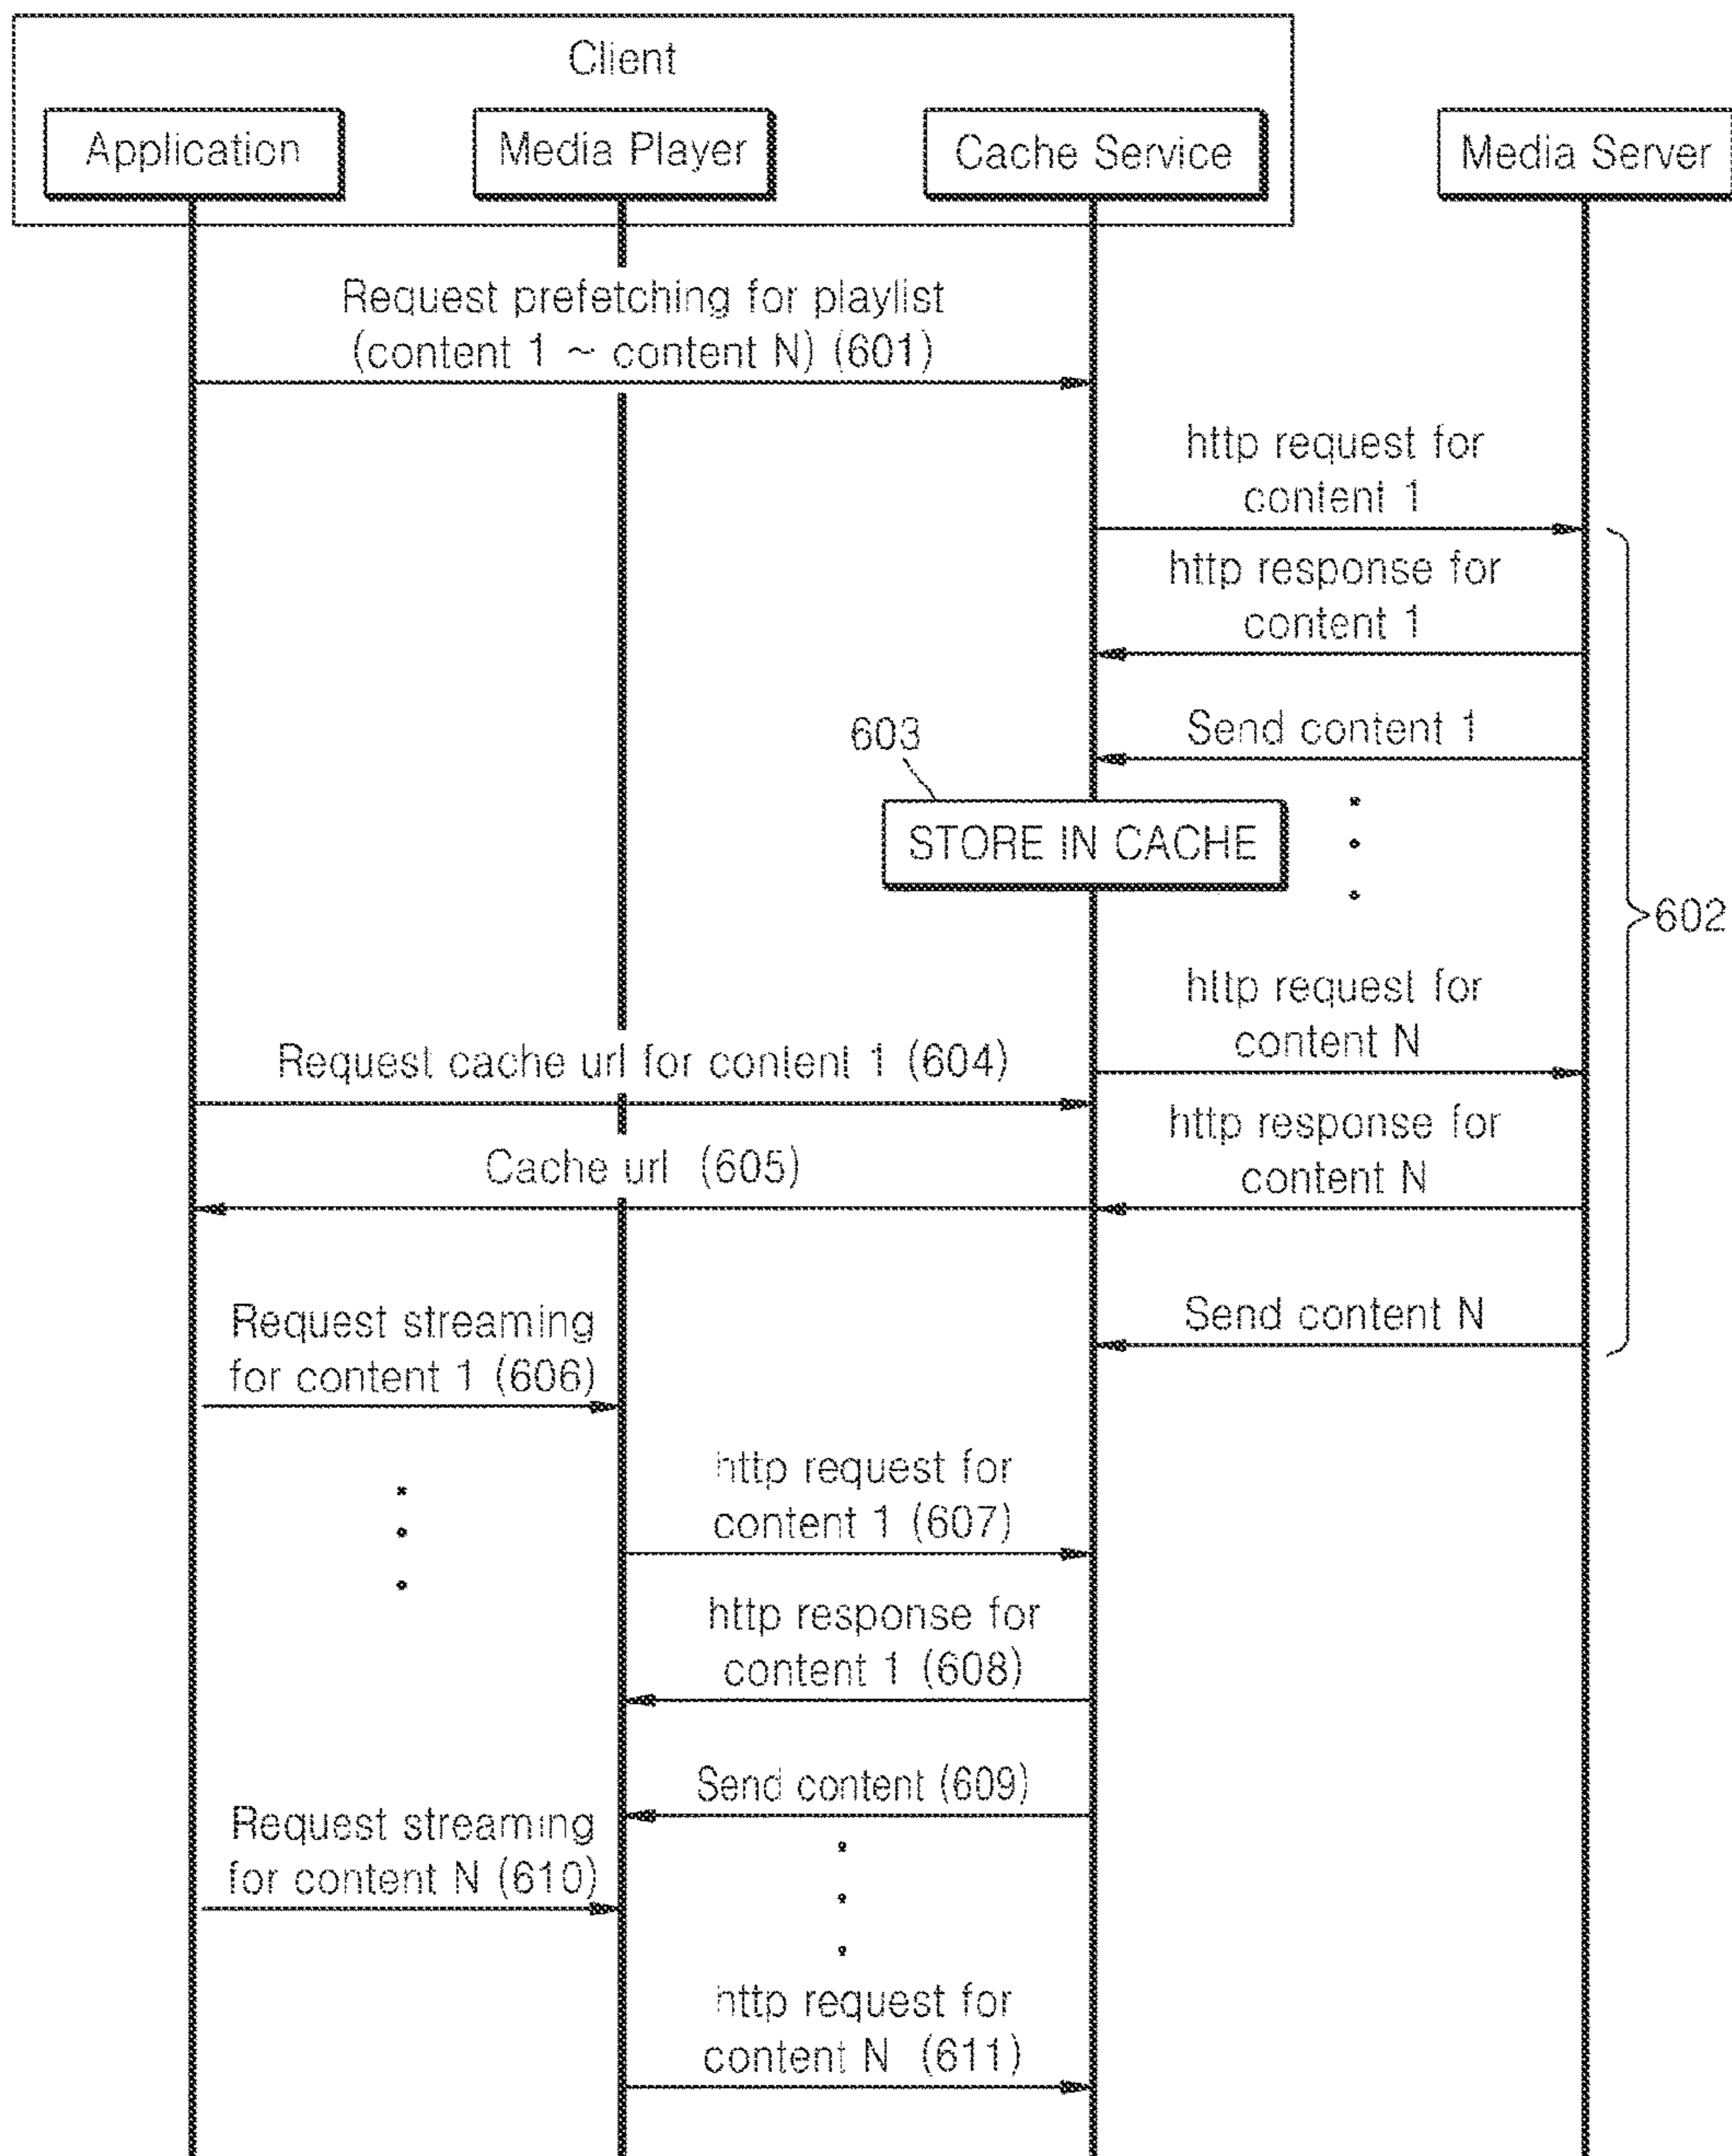 Client
Application
Media Player
Cache Service
Media Server
Request prefetching for playlist
(content 1 ~ content N) (601)
http request for
content 1
http response for
content 1
Send content 1
603
STORE IN CACHE
602
http request for
content N
Request cache url for content 1 (604)
http response for
content N
Cache url (605)
Send content N
Request streaming
for content 1 (606)
http request for
content 1 (607)
http response for
content 1 (608)
Send content (609)
Request streaming
for content N (610)
http request for
content N (611)